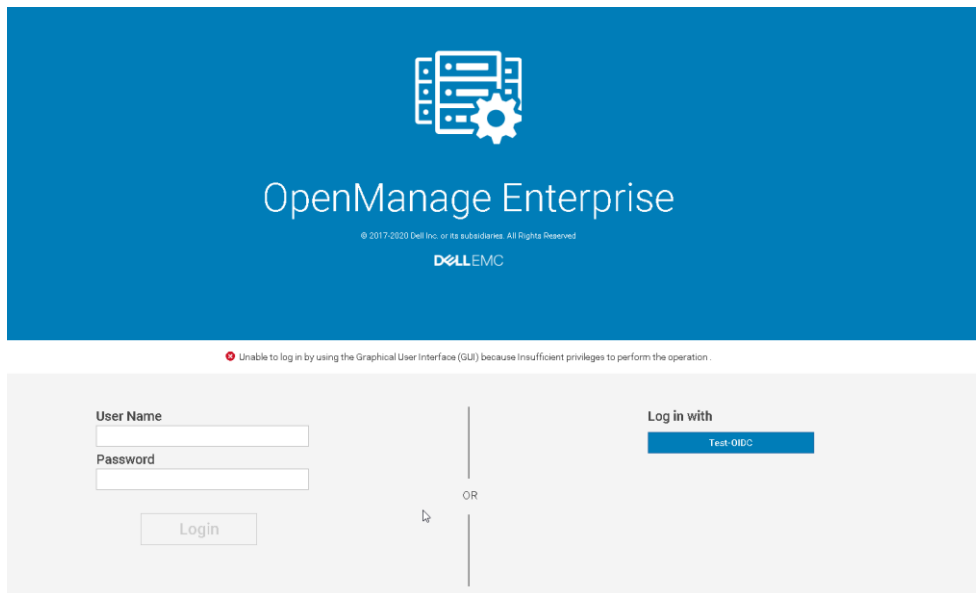 OpenManage Enterprise
© 2017-2020 Dell Inc. or its subsidiaries. All Rights Reserved
DELLEMC
Unable to log in by using the Graphical User Interface (GUI) because Insufficient privileges to perform the operation .
User Name
Password
Login
OR
Log in with
Test-OIDC